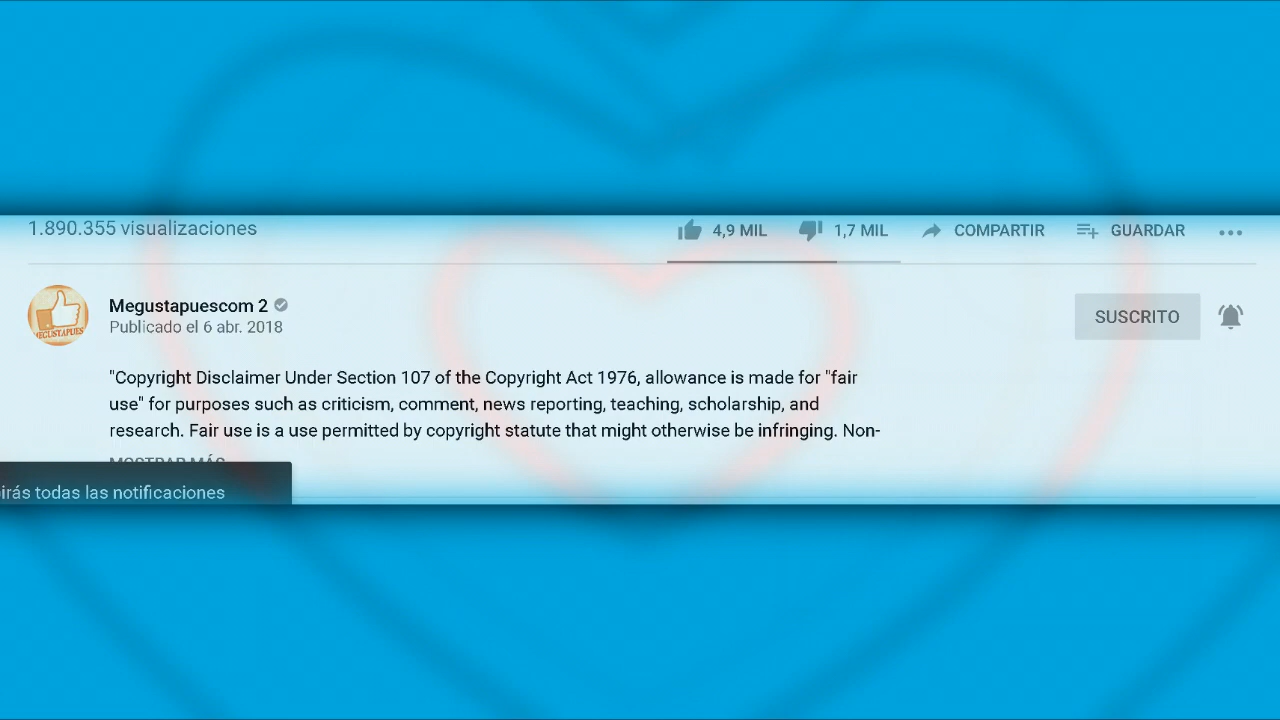 1.890.355 visualizaciones
4,9 MIL
1,7 MIL
COMPARTIR
GUARDAR
Megustapuescom 2
Publicado el 6 abr. 2018
SUSCRITO
"Copyright Disclaimer Under Section 107 of the Copyright Act 1976, allowance is made for "fair
use" for purposes such as criticism, comment, news reporting, teaching, scholarship, and
research. Fair use is a use permitted by copyright statute that might otherwise be infringing. Non-
MOSTRAR MÁS
irás todas las notificaciones